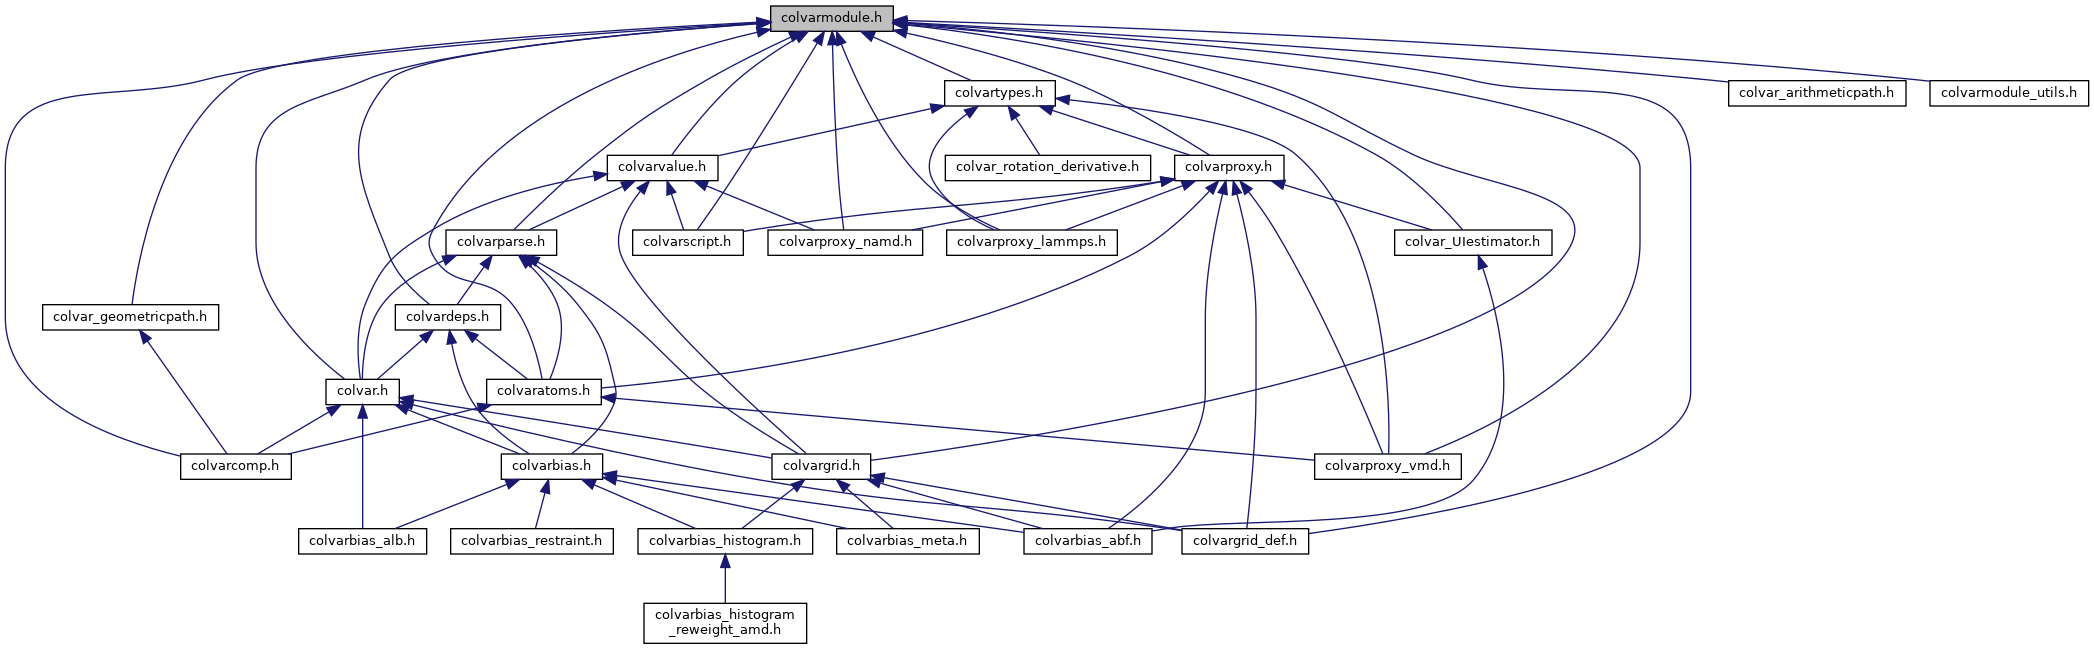 colvarmodule.h
colvartypes.h
colvar_arithmeticpath.h
colvarmodule_utils.h
colvarvalue.h
colvar_rotation_derivative.h
colvarproxy.h
colvarparse.h
colvarscript.h
colvarproxy_namd.h
colvarproxy_lammps.h
colvar_UIestimator.h
colvar_geometricpath.h
colvardeps.h
colvar.h
colvaratoms.h
colvarcomp.h
colvarbias.h
colvargrid.h
colvarproxy_vmd.h
colvarbias_alb.h
colvarbias_restraint.h
colvarbias_histogram.h
colvarbias_meta.h
colvarbias_abf.h
colvargrid_def.h
colvarbias_histogram
_reweight_amd.h